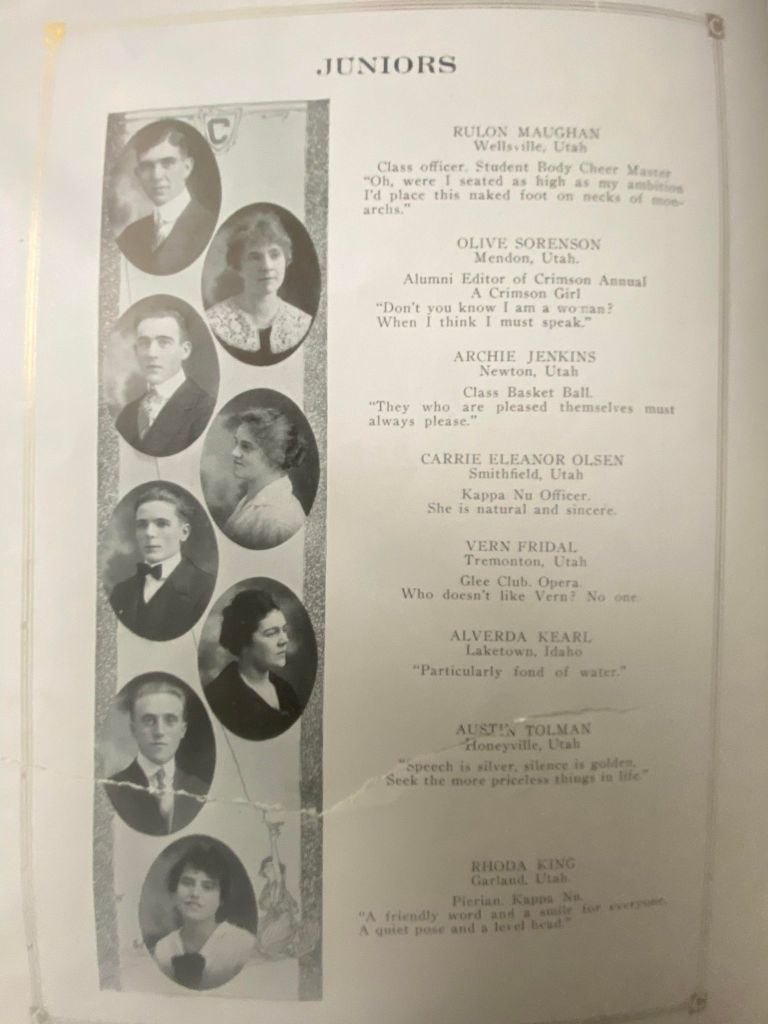 C
JUNIORS
C
RULON MAUGHAN
Wellsville, Utah
Class officer. Student Body Cheer Master
"Oh, were I seated as high as my ambition
I'd place this naked foot on necks of mon-
archs."
OLIVE SORENSON
Mendon, Utah.
Alumni Editor of Crimson Annual
A Crimson Girl
"Don't you know I am a woman?
When I think I must speak."
ARCHIE JENKINS
Newton, Utah
Class Basket Ball.
"They who are pleased themselves must
always please."
CARRIE ELEANOR OLSEN
Smithfield, Utah
Kappa Nu Officer.
She is natural and sincere.
VERN FRIDAL
Tremonton, Utah
Glee Club. Opera.
Who doesn't like Vern? No one.
ALVERDA KEARL
Laketown, Idaho
"Particularly fond of water."
AUSTIN TOLMAN
Honeyville, Utah
"Speech is silver, silence is golden.
Seek the more priceless things in life."
RHODA KING
Garland, Utah.
Pierian. Kappa Nu.
"A friendly word and a smile for everyone.
A quiet pose and a level head."